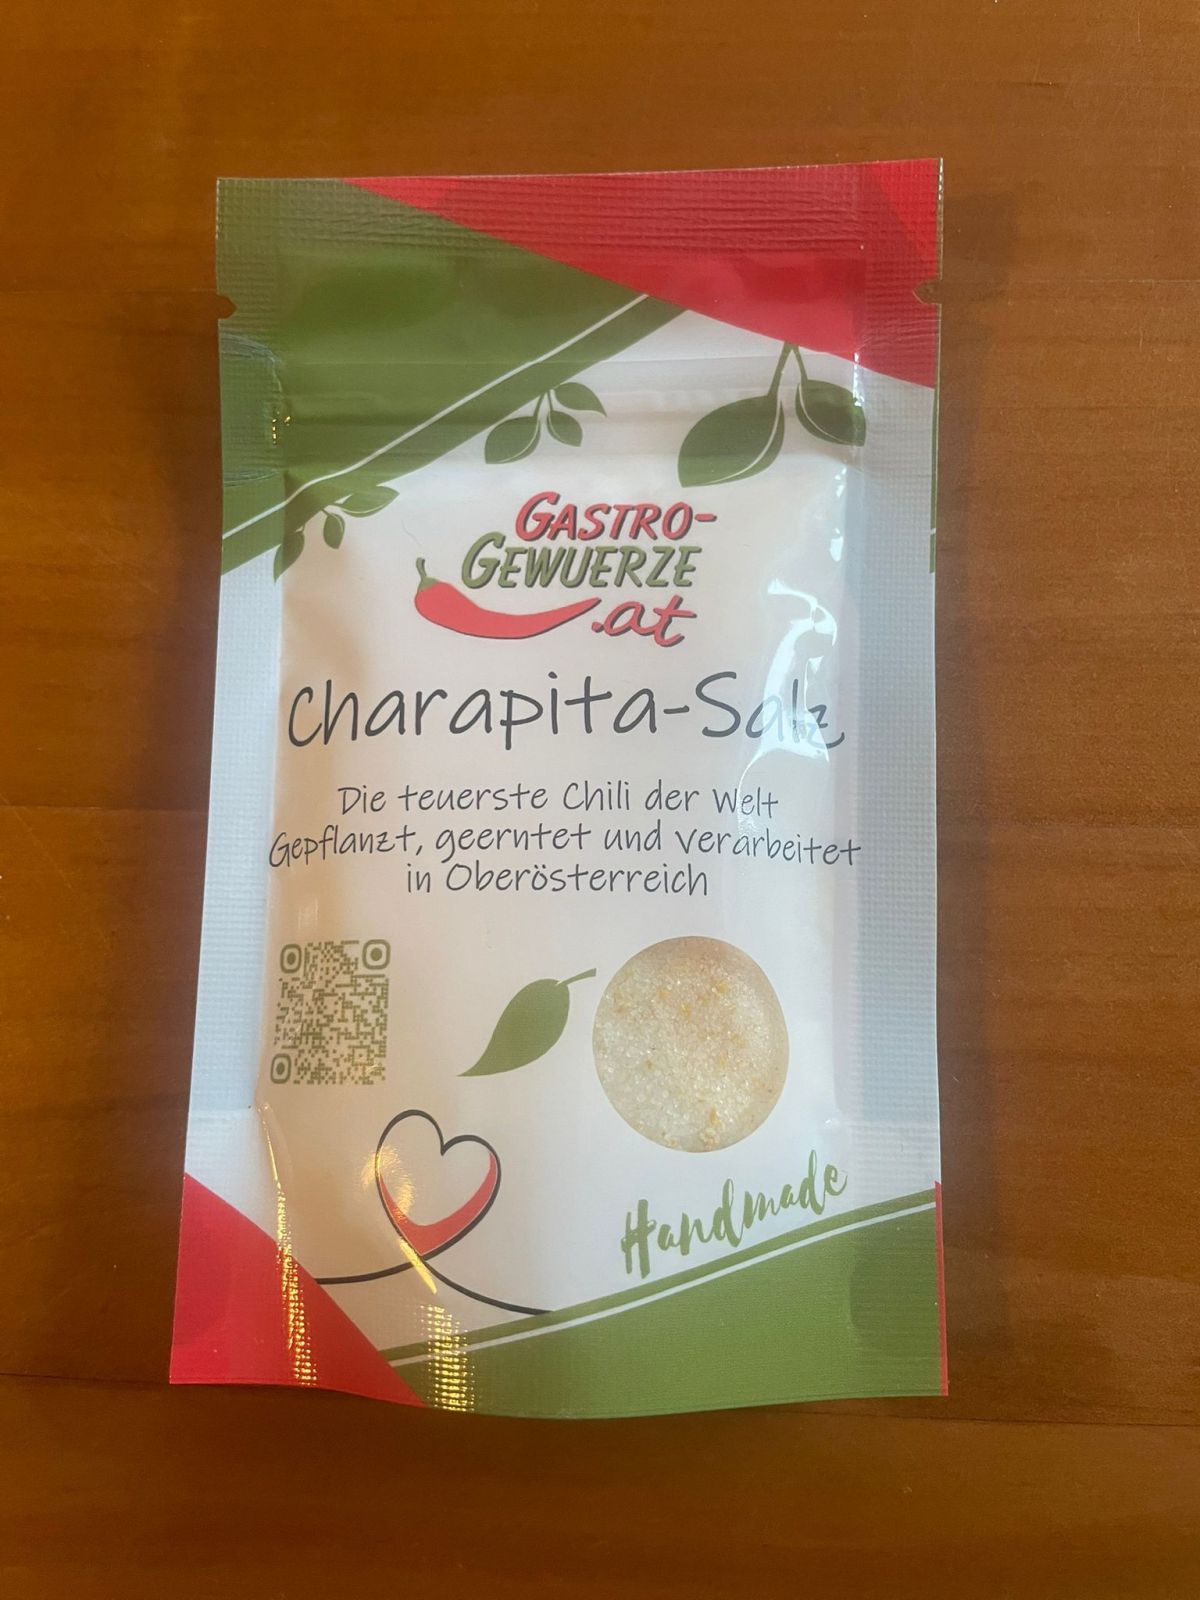 GASTRO-
GEWUERZE
.at
Charapita-Salz
Die teuerste Chili der Welt
Gepflanzt, geerntet und verarbeitet
in Oberösterreich
Handmade